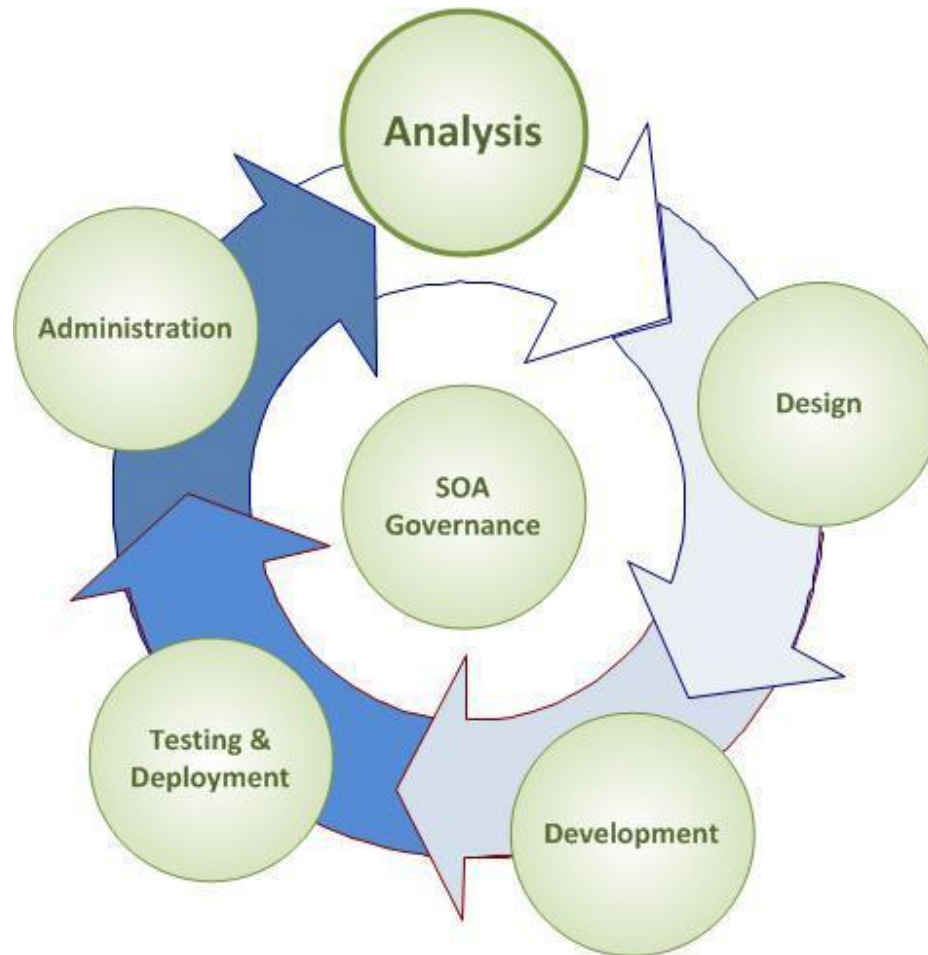 Analysis
Administration
Design
SOA
Governance
Testing &
Deployment
Development